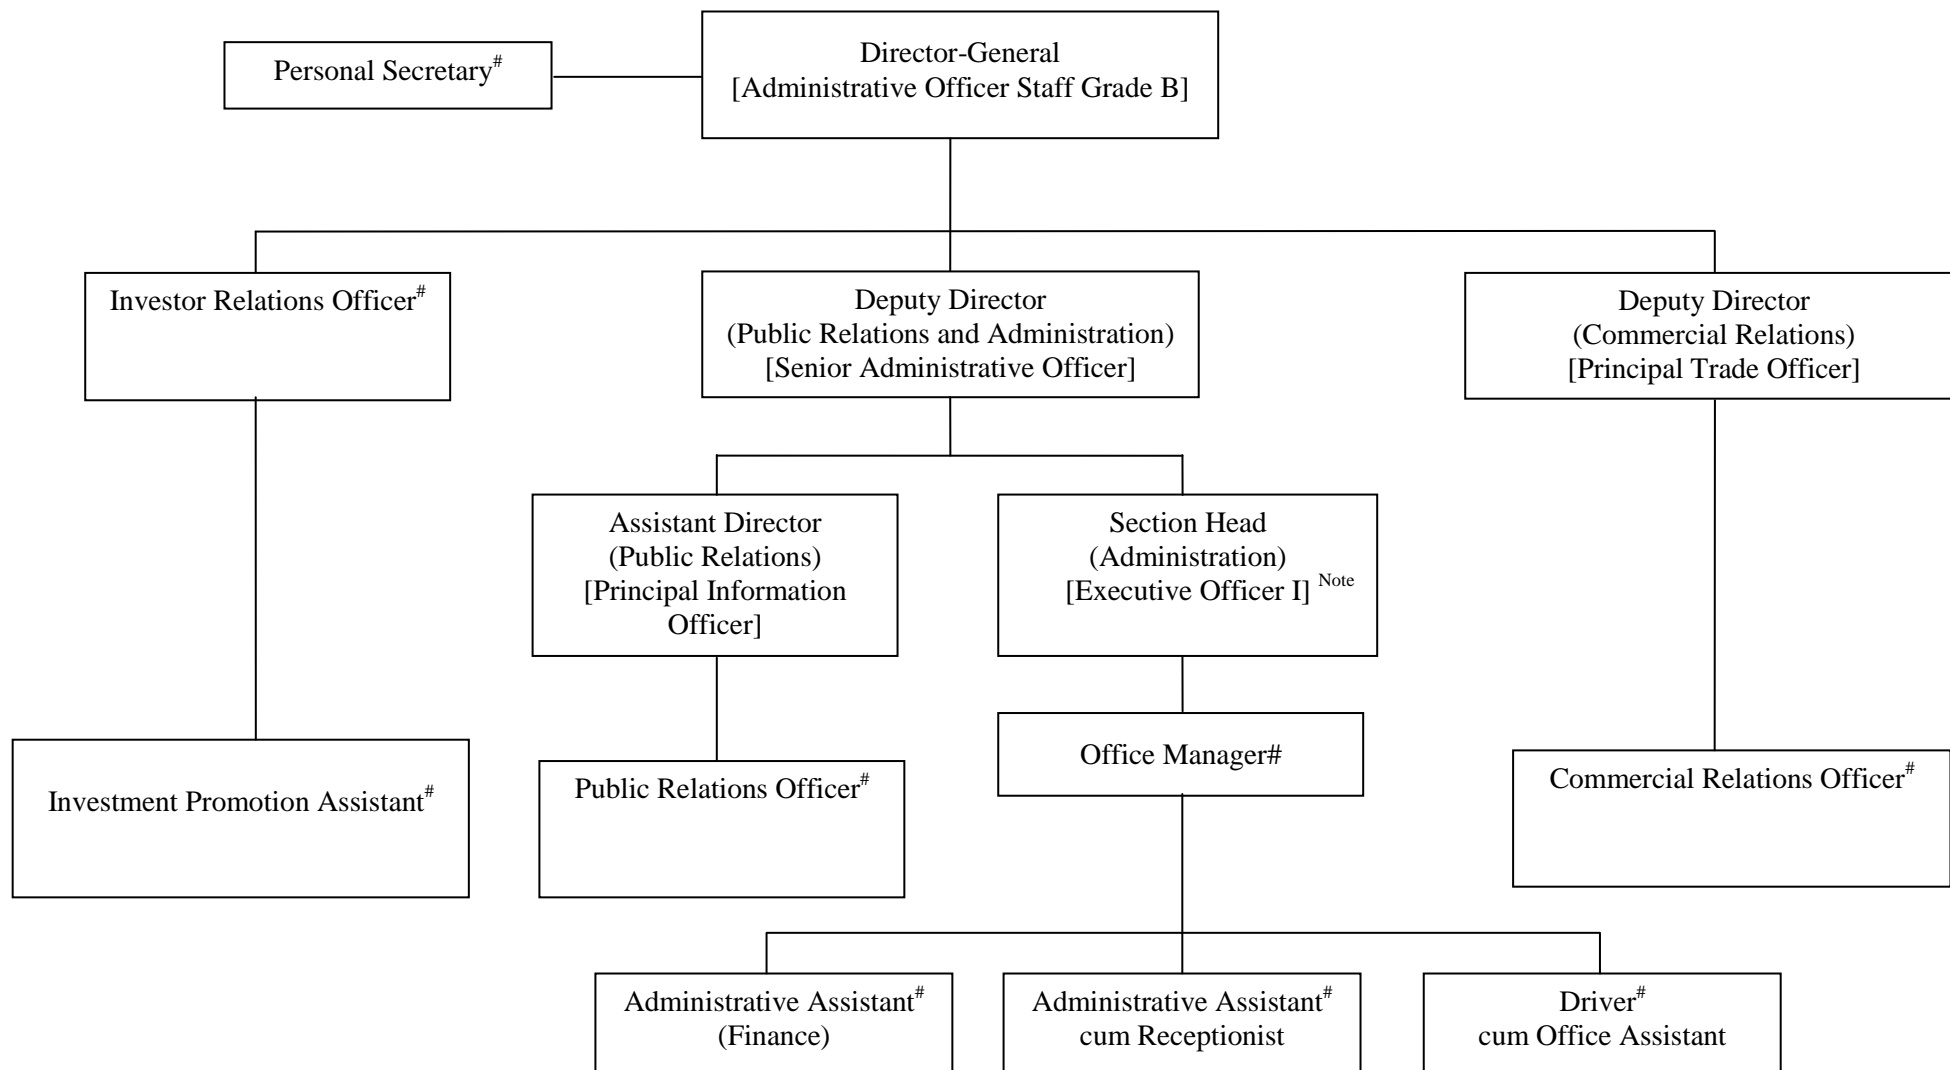 Personal Secretary#
Director-General
[Administrative Officer Staff Grade B]
Investor Relations Officer#
Deputy Director
(Public Relations and Administration)
[Senior Administrative Officer]
Deputy Director
(Commercial Relations)
[Principal Trade Officer]
Assistant Director
(Public Relations)
[Principal Information
Officer]
Section Head
(Administration)
[Executive Officer I] Note
Office Manager#
Investment Promotion Assistant#
Public Relations Officer#
Commercial Relations Officer#
Administrative Assistant#
(Finance)
Administrative Assistant#
cum Receptionist
Driver#
cum Office Assistant